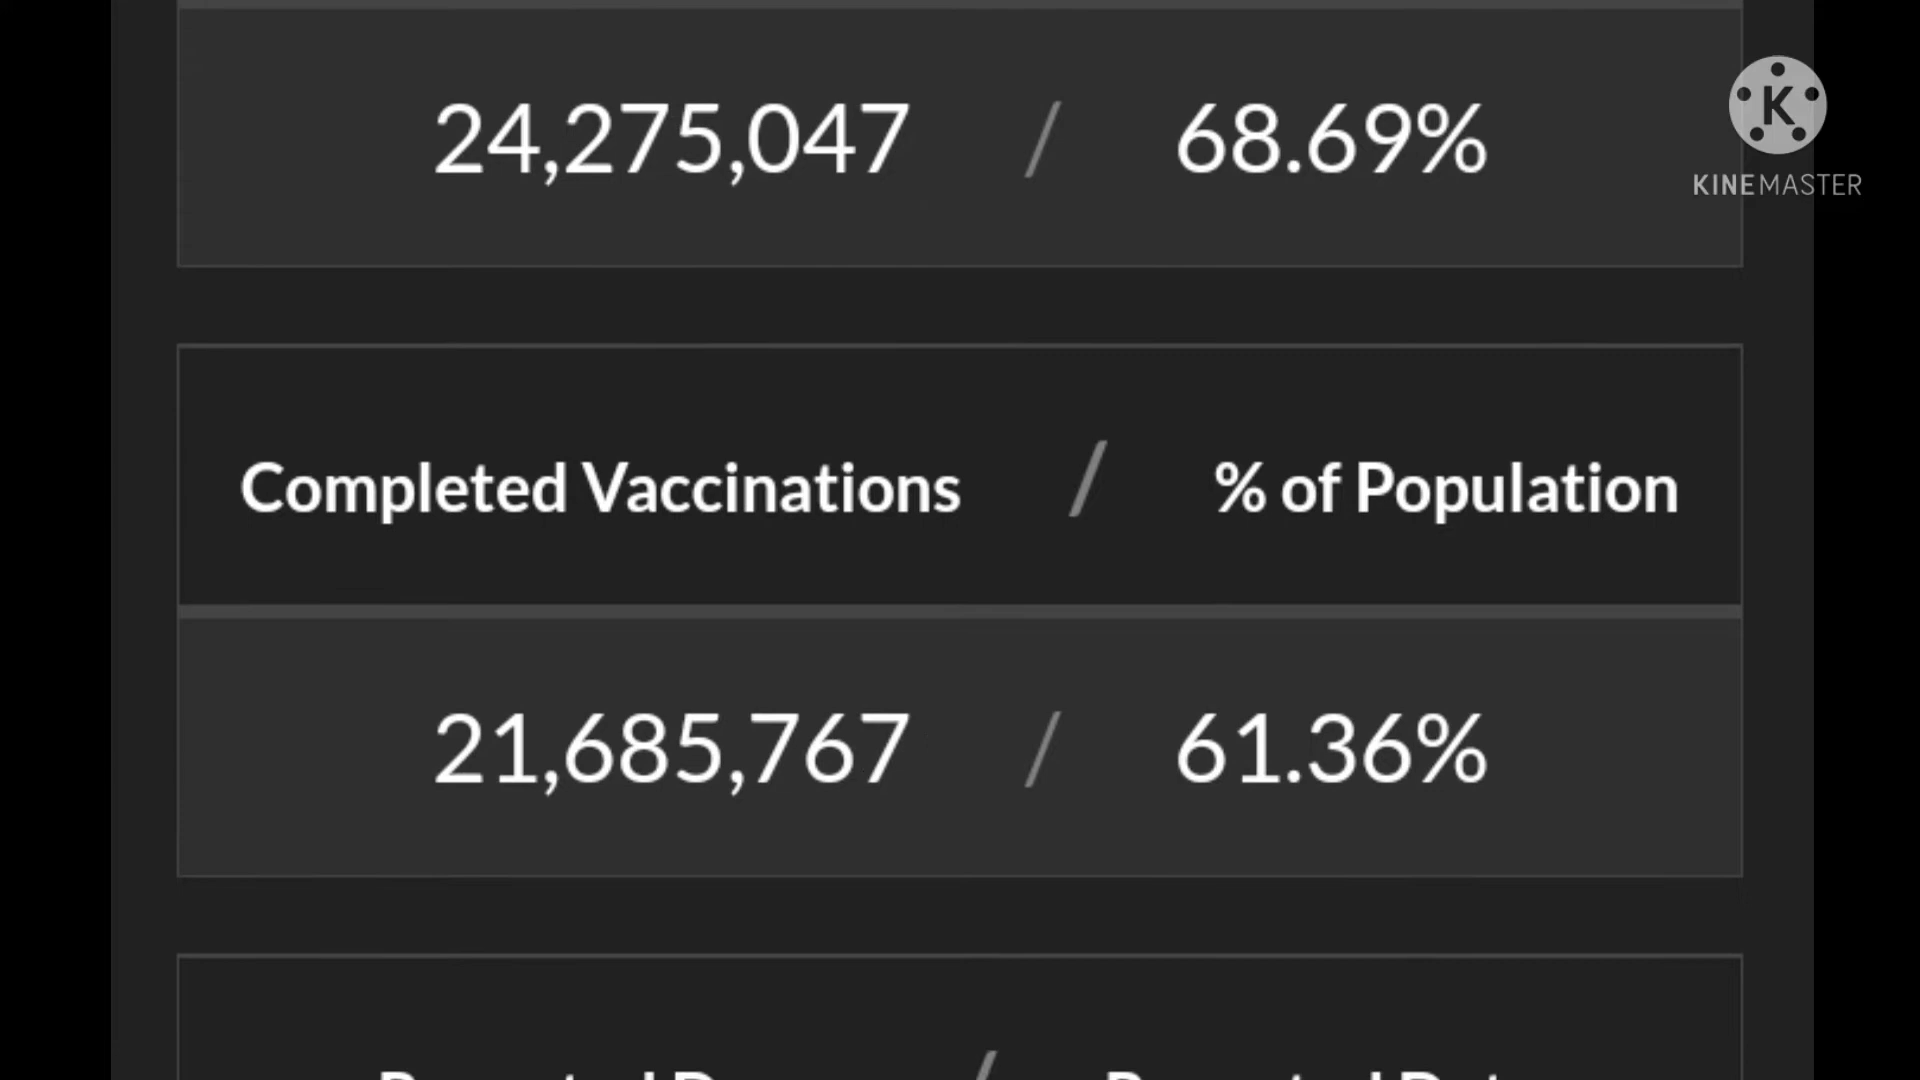 24,275,047 / 68.69%
K
KINEMASTER
Completed Vaccinations / % of Population
21,685,767 / 61.36%